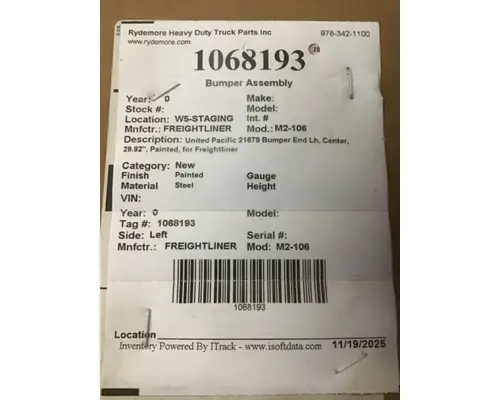 Rydemore Heavy Duty Truck Parts Inc 978-342-1100
www.rydemore.com
1068193
Bumper Assembly
Year: 0 Make:
Stock #: Model:
Location: W5-STAGING Int. #
Mnfctr.: FREIGHTLINER Mod.: M2-106
Description: United Pacific 21679 Bumper End Lh, Center,
29.92", Painted, for Freightliner
Category: New
Finish Painted Gauge
Material Steel Height
VIN:
Year: 0 Model:
Tag #: 1068193
Side: Left Serial #:
Mnfctr.: FREIGHTLINER Mod: M2-106
1068193
Location
Inventory Powered By ITrack - www.isoftdata.com 11/19/2025